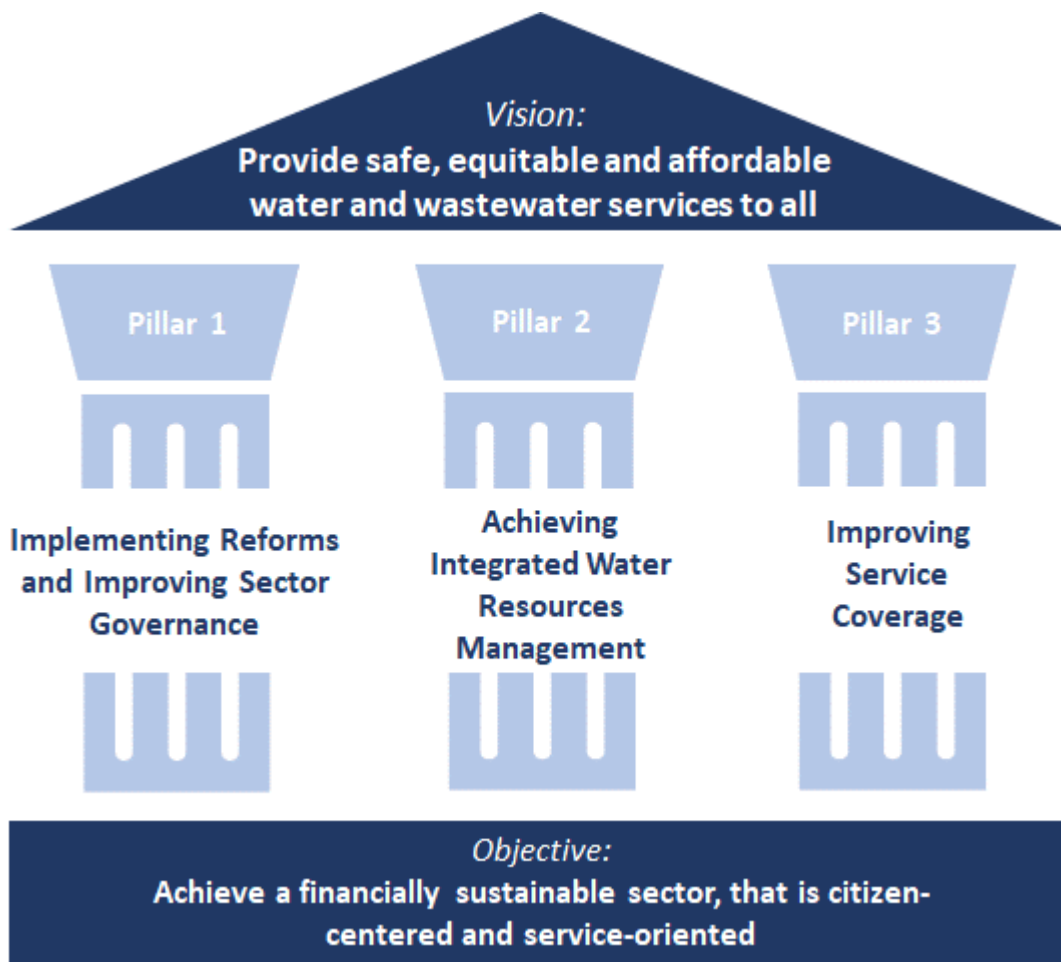 Vision:
Provide safe, equitable and affordable
water and wastewater services to all
Pillar 1
Pillar 2
Pillar 3
Implementing Reforms
and Improving Sector
Governance
Achieving
Integrated Water
Resources
Management
Improving
Service
Coverage
Objective:
Achieve a financially sustainable sector, that is citizen-
centered and service-oriented